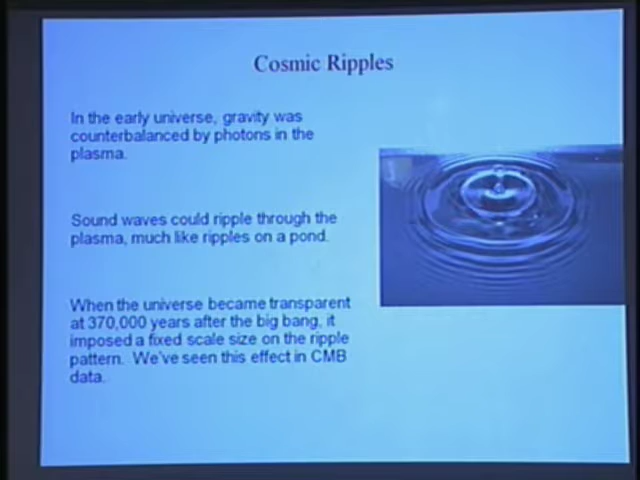 Cosmic Ripples
In the early universe, gravity was
counterbalanced by photons in the
plasma.
Sound waves could ripple through the
plasma, much like ripples on a pond.
When the universe became transparent
at 370,000 years after the big bang, it
imposed a fixed scale size on the ripple
pattern. We've seen this effect in CMB
data.